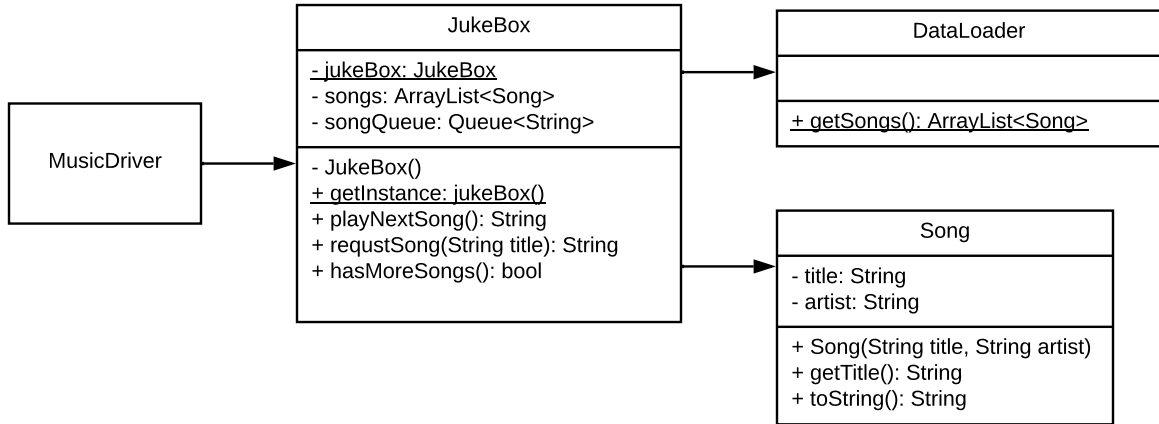 MusicDriver
JukeBox
- jukeBox: JukeBox
- songs: ArrayList<Song>
- songQueue: Queue<String>
- JukeBox()
+ getInstance: jukeBox()
+ playNextSong(): String
+ requstSong(String title): String
+ hasMoreSongs(): bool
DataLoader
+ getSongs(): ArrayList<Song>
Song
- title: String
- artist: String
+ Song(String title, String artist)
+ getTitle(): String
+ toString(): String